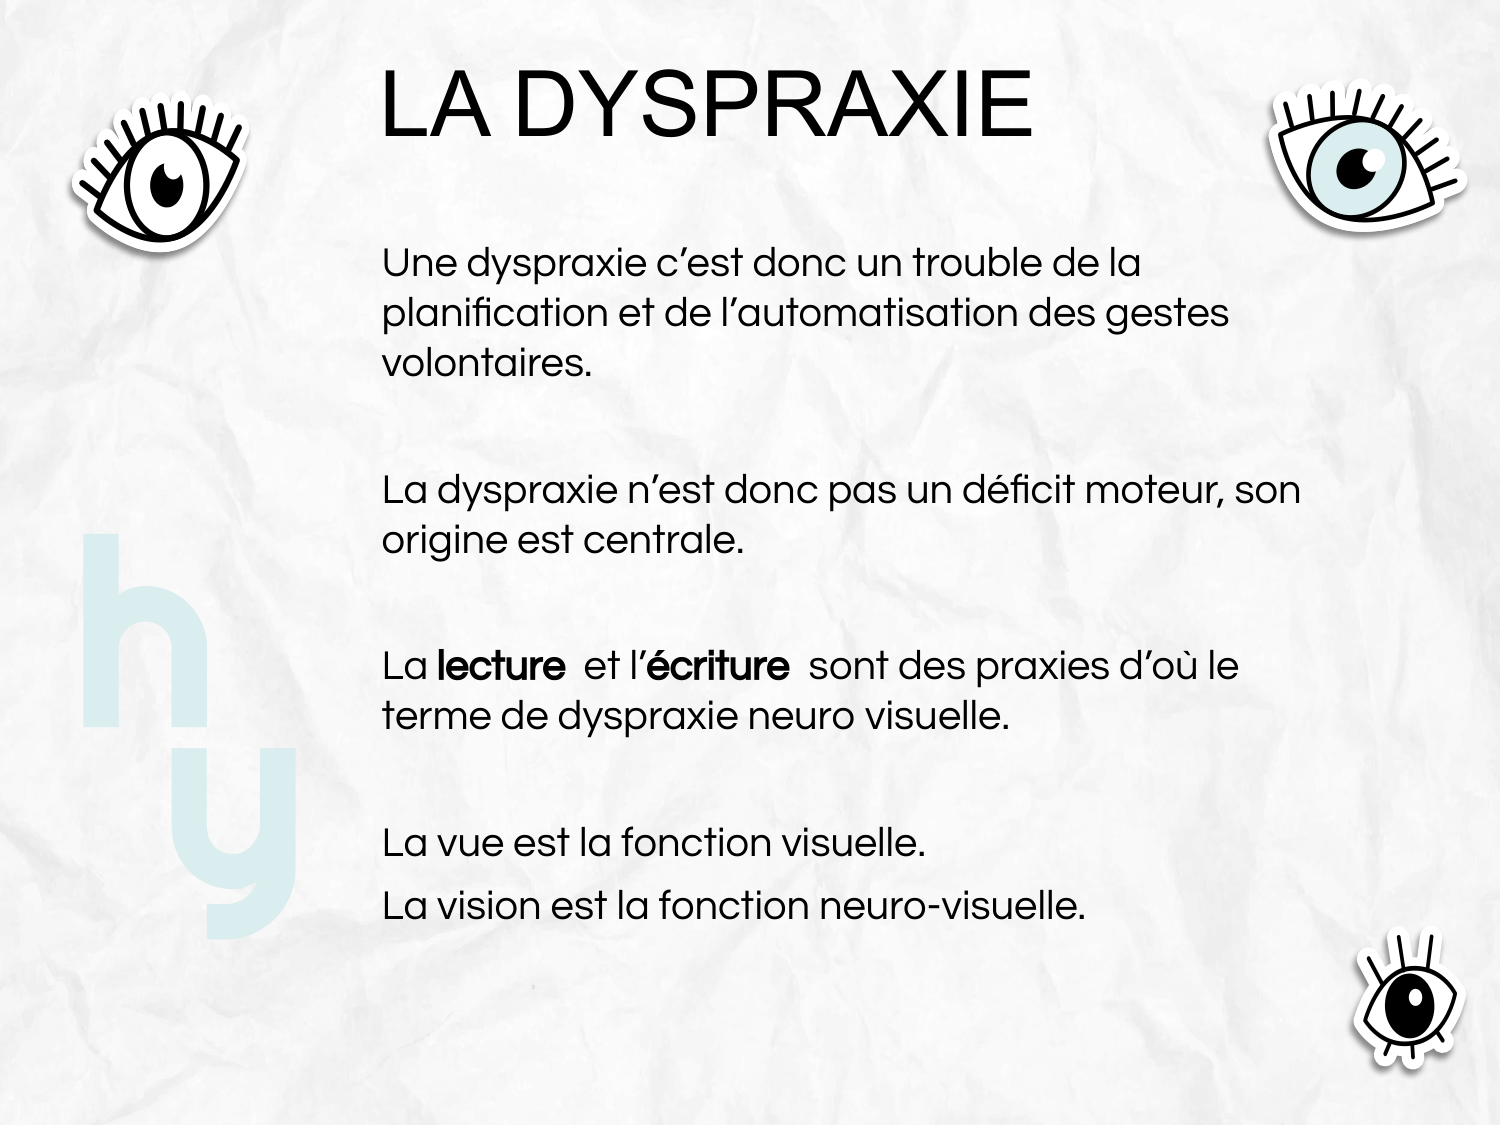 LA DYSPRAXIE
Une dyspraxie c’est donc un trouble de la
planification et de l’automatisation des gestes
volontaires.
La dyspraxie n’est donc pas un déficit moteur, son
origine est centrale.
La lecture et l’écriture sont des praxies d’où le
terme de dyspraxie neuro visuelle.
La vue est la fonction visuelle.
La vision est la fonction neuro-visuelle.
h
y